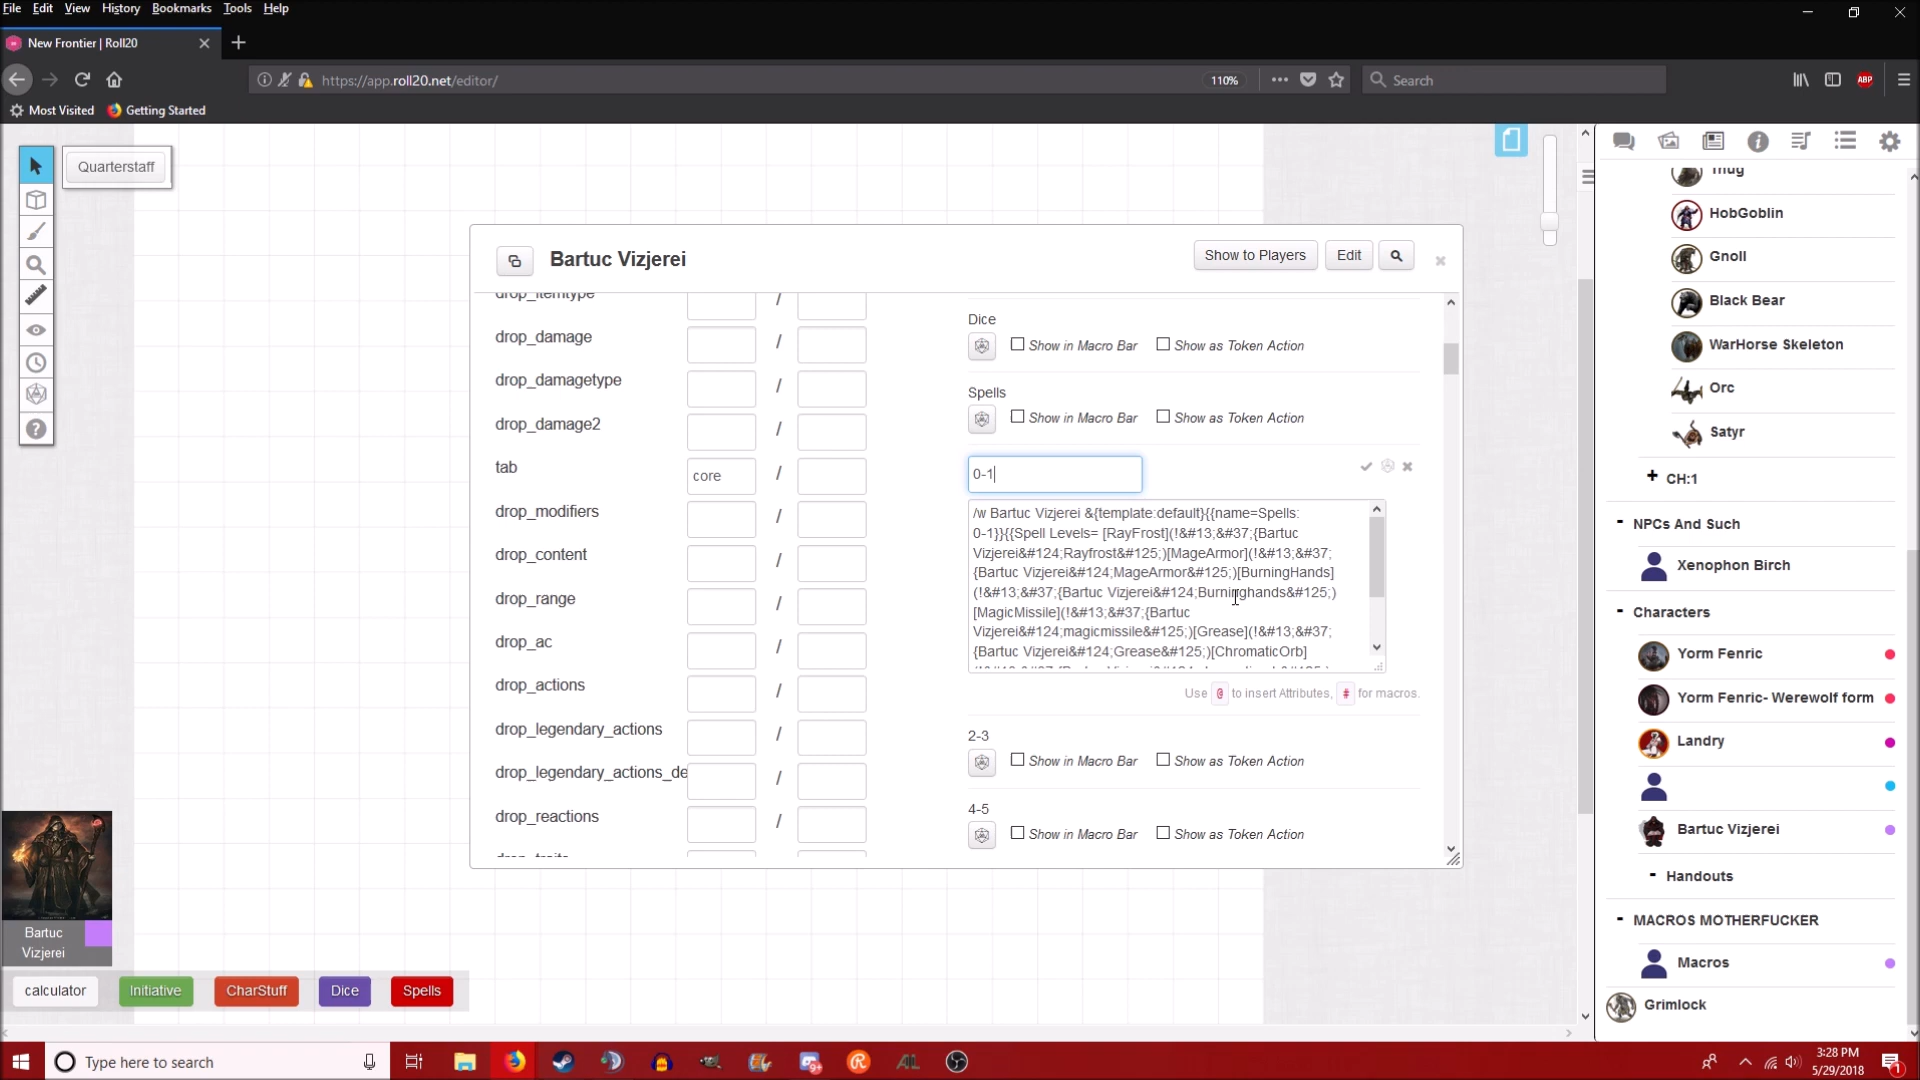 File Edit View History Bookmarks Tools Help
New Frontier | Roll20
https://app.roll20.net/editor/
110%
Search
ABP
Most Visited Getting Started
Quarterstaff
Bartuc Vizjerei
Show to Players
Edit
drop_itemtype /
drop_damage /
drop_damagetype /
drop_damage2 /
tab core /
drop_modifiers /
drop_content /
drop_range /
drop_ac /
drop_actions /
drop_legendary_actions /
drop_legendary_actions_de /
drop_reactions /
Dice
Show in Macro Bar Show as Token Action
Spells
Show in Macro Bar Show as Token Action
0-1
/w Bartuc Vizjerei &{template:default}{{name=Spells:
0-1}}{{Spell Levels= [RayFrost](!&#13;&#37;{Bartuc
Vizjerei&#124;Rayfrost&#125;)[MageArmor](!&#13;&#37;
{Bartuc Vizjerei&#124;MageArmor&#125;)[BurningHands]
(!&#13;&#37;{Bartuc Vizjerei&#124;Burninghands&#125;)
[MagicMissile](!&#13;&#37;{Bartuc
Vizjerei&#124;magicmissile&#125;)[Grease](!&#13;&#37;
{Bartuc Vizjerei&#124;Grease&#125;)[ChromaticOrb]
Use @ to insert Attributes, # for macros.
2-3
Show in Macro Bar Show as Token Action
4-5
Show in Macro Bar Show as Token Action
Thug
HobGoblin
Gnoll
Black Bear
WarHorse Skeleton
Orc
Satyr
+ CH:1
- NPCs And Such
Xenophon Birch
- Characters
Yorm Fenric
Yorm Fenric- Werewolf form
Landry
Bartuc Vizjerei
- Handouts
- MACROS MOTHERFUCKER
Macros
Grimlock
Bartuc
Vizjerei
calculator Initiative CharStuff Dice Spells
Type here to search
9+
AL
3:28 PM
5/29/2018
1